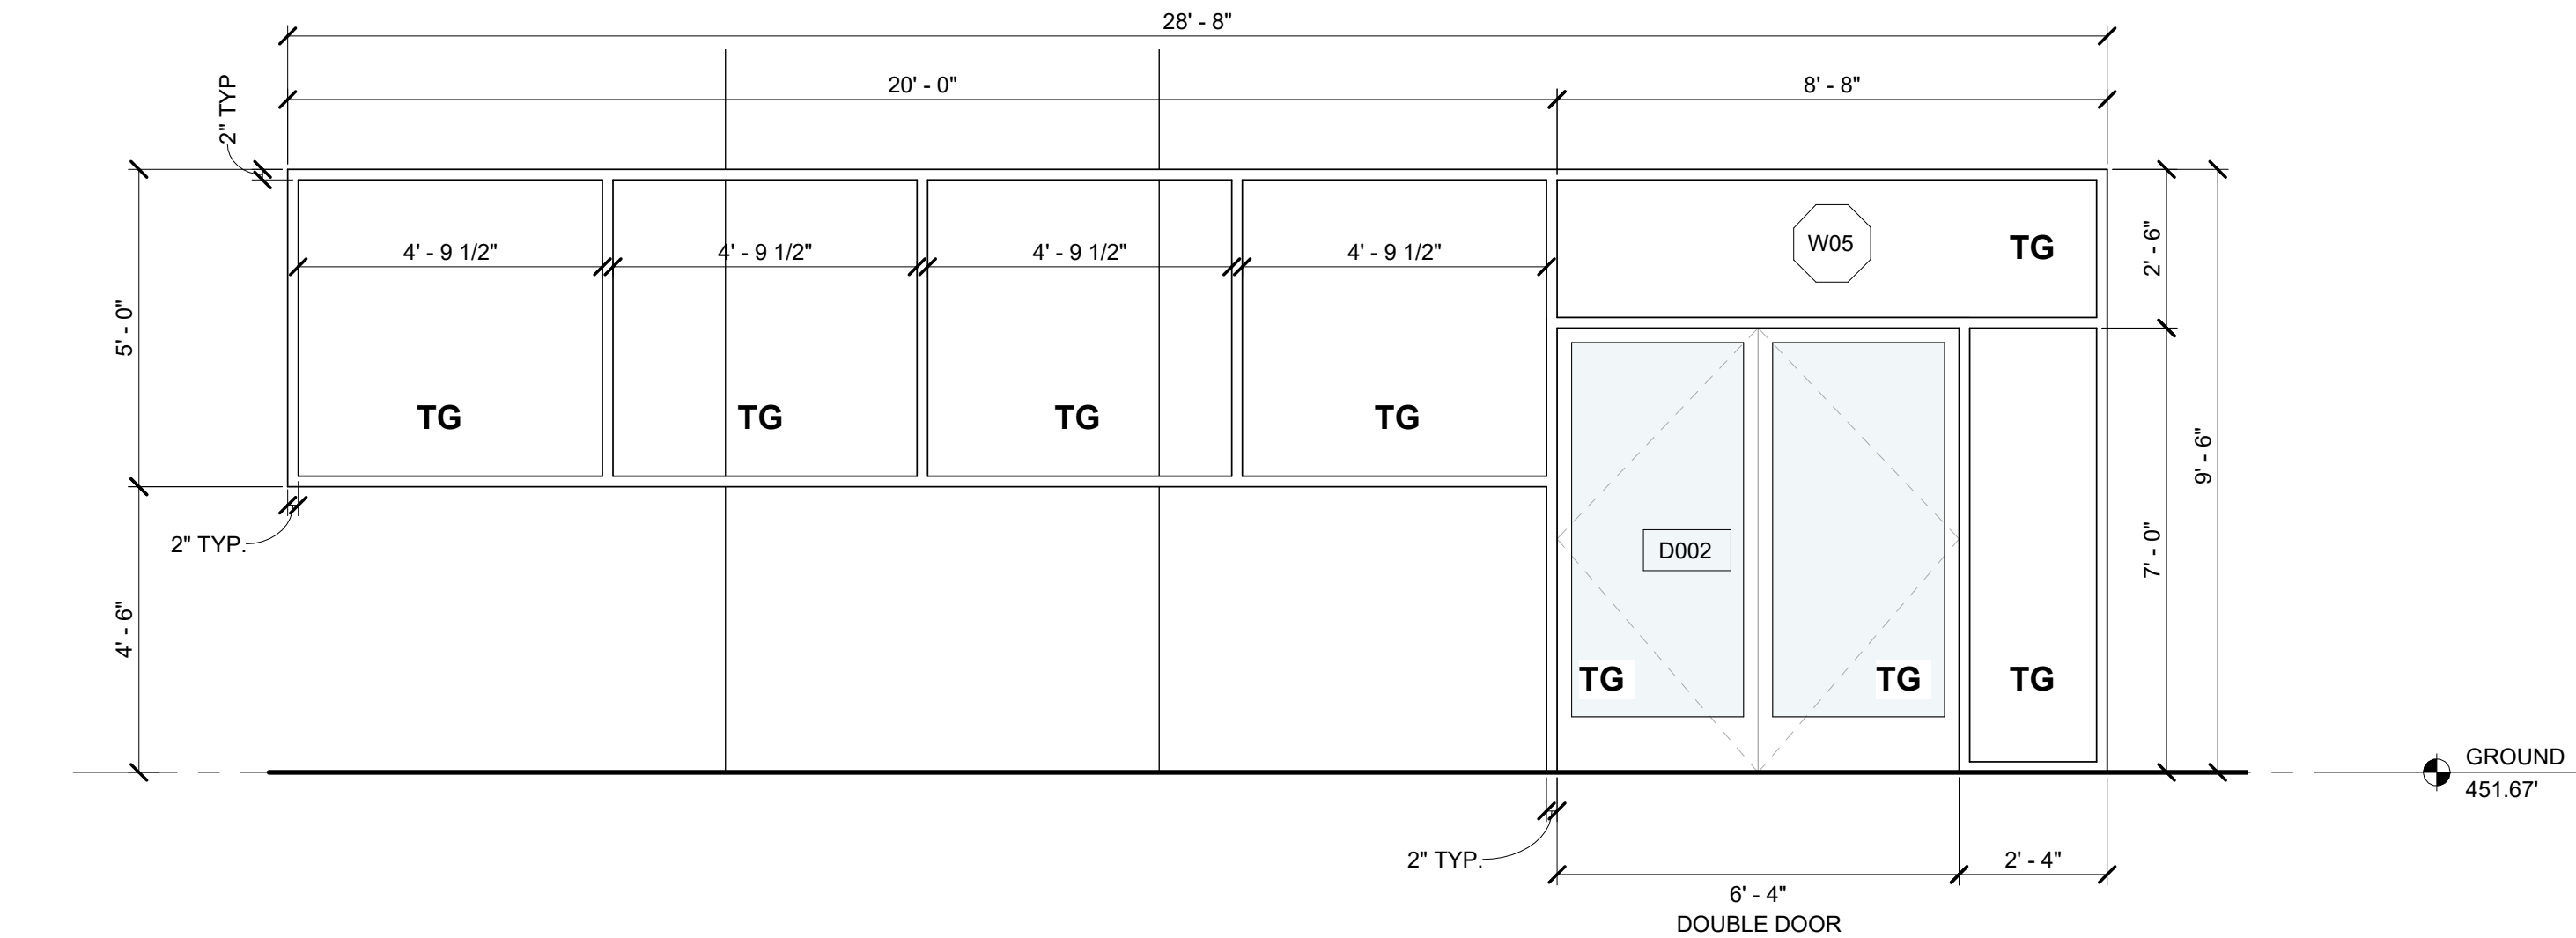 28' - 8"
20' - 0"
8' - 8"
2" TYP
4' - 9 1/2"
4' - 9 1/2"
4' - 9 1/2"
4' - 9 1/2"
W05
TG
2' - 6"
5' - 0"
TG
TG
TG
TG
9' - 6"
2" TYP.
D002
7' - 0"
4' - 6"
TG
TG
TG
GROUND
451.67'
2" TYP.
2' - 4"
6' - 4"
DOUBLE DOOR